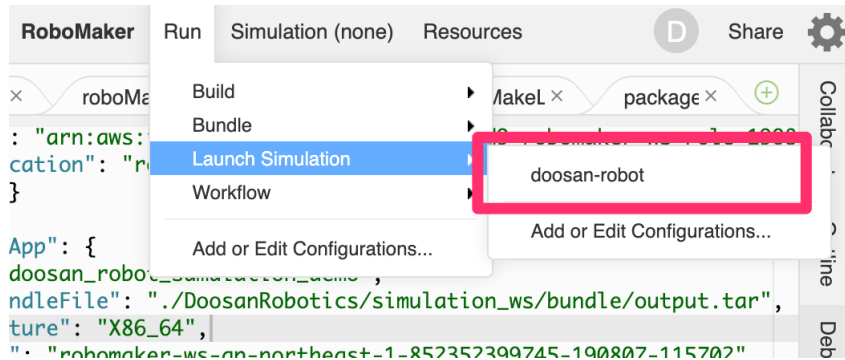 RoboMaker Run Simulation (none) Resources D Share
roboMa MakeL package
Build
Bundle
Launch Simulation
Workflow
Add or Edit Configurations...
doosan-robot
Add or Edit Configurations...
: "arn:aws:
cation": "r
}
App": {
ndleFile": "./DoosanRobotics/simulation_ws/bundle/output.tar",
ture": "X86_64",
": "robomaker-ws-ap-northeast-1-852352399745-190807-115702"
Collabo
Deb